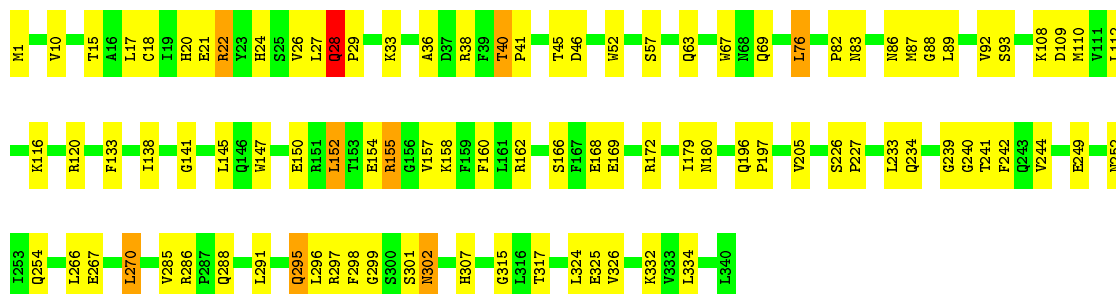 M1 V10 T15 A16 L17 C18 I19 H20 E21 R22 Y23 H24 S25 V26 L27 Q28 P29 K33 A36 D37 R38 F39 T40 P41 T45 D46 W52 S57 Q63 W67 N68 Q69 L76 P82 N83 N86 M87 G88 L89 V92 S93 K108 D109 M110 V111 L112
K116 R120 F133 I138 G141 L145 Q146 W147 E150 R151 L152 T153 E154 R155 G156 V157 K158 F159 F160 L161 R162 S166 F167 E168 E169 R172 I179 N180 Q196 P197 V205 S226 P227 L233 Q234 G239 G240 T241 F242 Q243 V244 E249
I253 Q254 L266 E267 L270 V285 R286 P287 Q288 L291 Q295 L296 R297 F298 G299 S300 S301 N302 H307 G315 L316 T317 L324 E325 V326 K332 V333 L334 L340